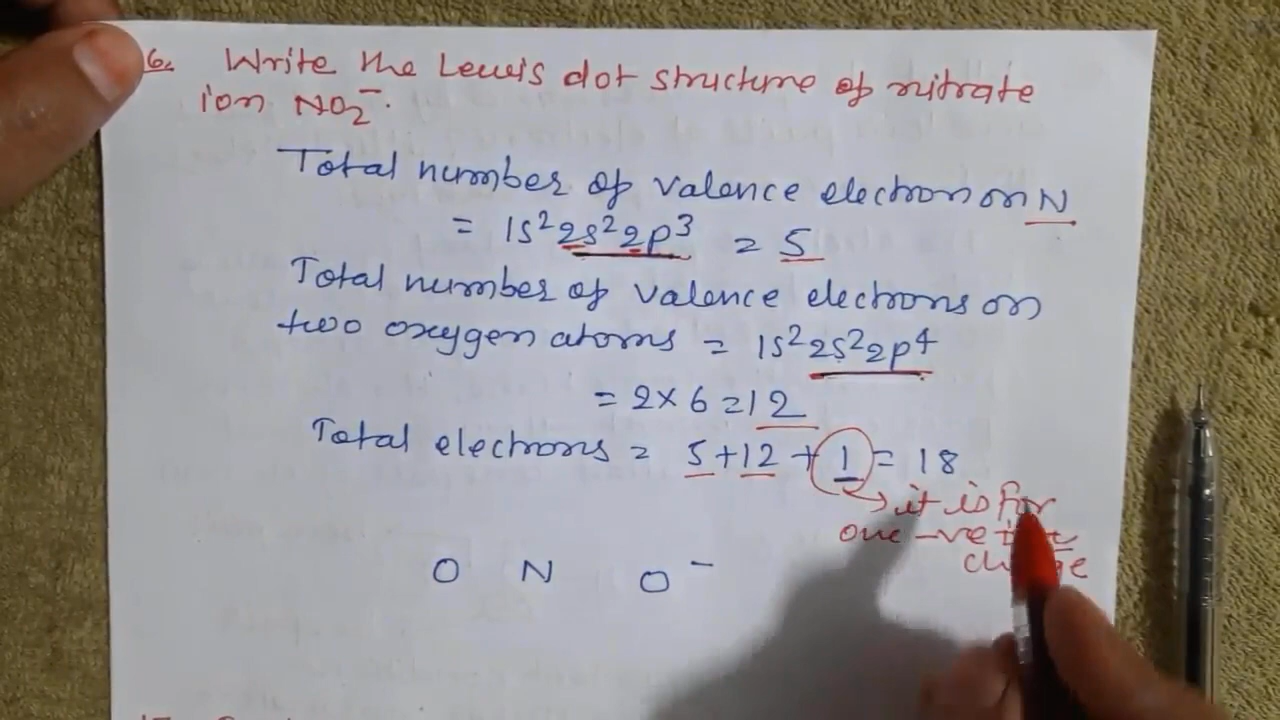 6. Write the Lewis dot structure of nitrate
ion NO₂⁻.
Total number of valence electron on N
= 1s²2s²2p³ = 5
Total number of valence electrons on
two oxygen atoms = 1s²2s²2p⁴
= 2×6=12
Total electrons = 5+12+1= 18
it is for
one -ve
O N O⁻